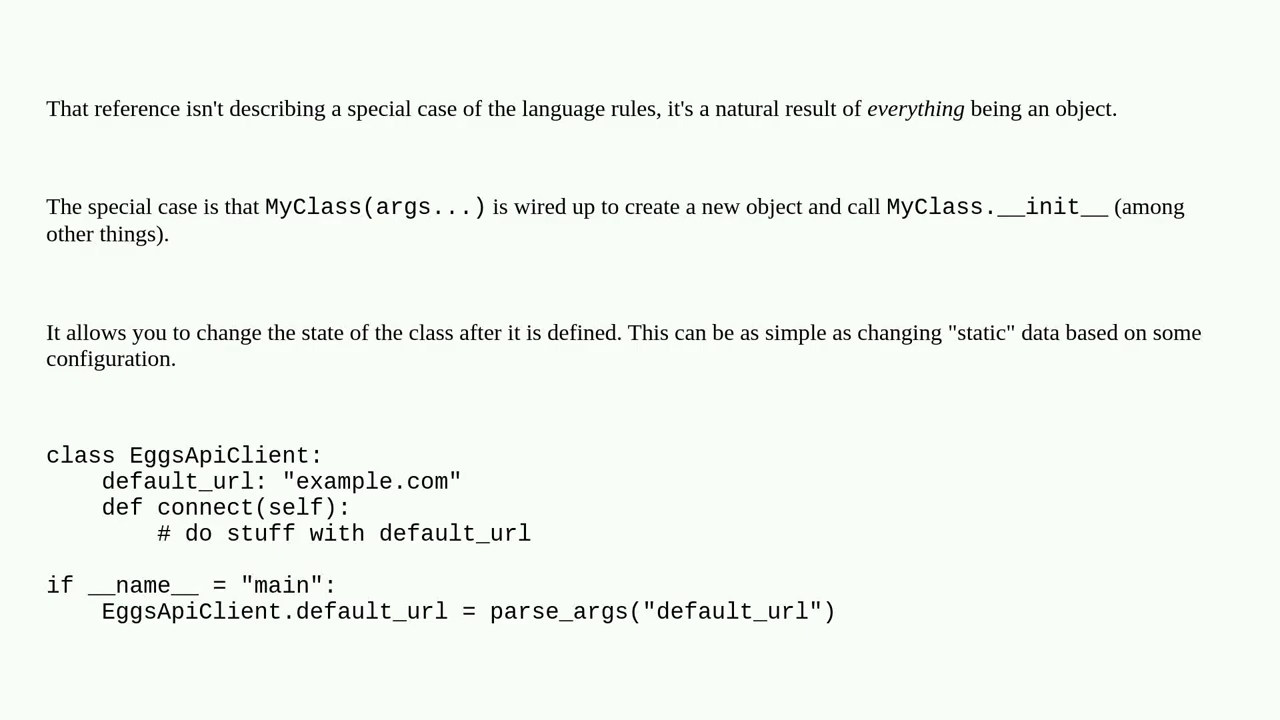 That reference isn't describing a special case of the language rules, it's a natural result of everything being an object.
The special case is that MyClass(args...) is wired up to create a new object and call MyClass.__init__ (among
other things).
It allows you to change the state of the class after it is defined. This can be as simple as changing "static" data based on some
configuration.
class EggsApiClient:
    default_url: "example.com"
    def connect(self):
        # do stuff with default_url

if __name__ = "main":
    EggsApiClient.default_url = parse_args("default_url")